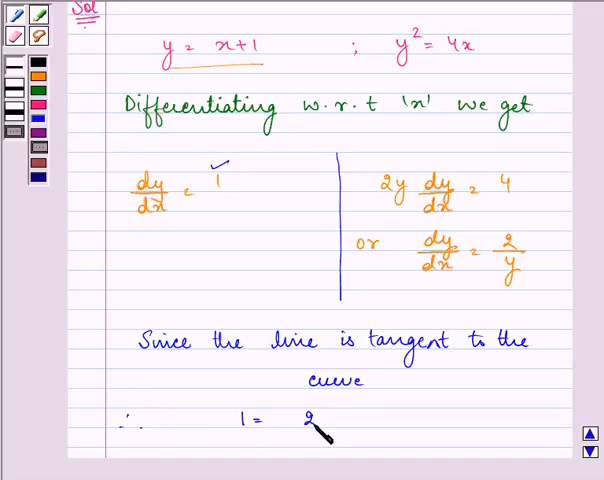 Sol
y = x+1 ; y² = 4x
Differentiating w.r.t 'x' we get
dy/dx = 1
2y dy/dx = 4
or dy/dx = 2/y
Since the line is tangent to the
curve
∴ 1 = 2